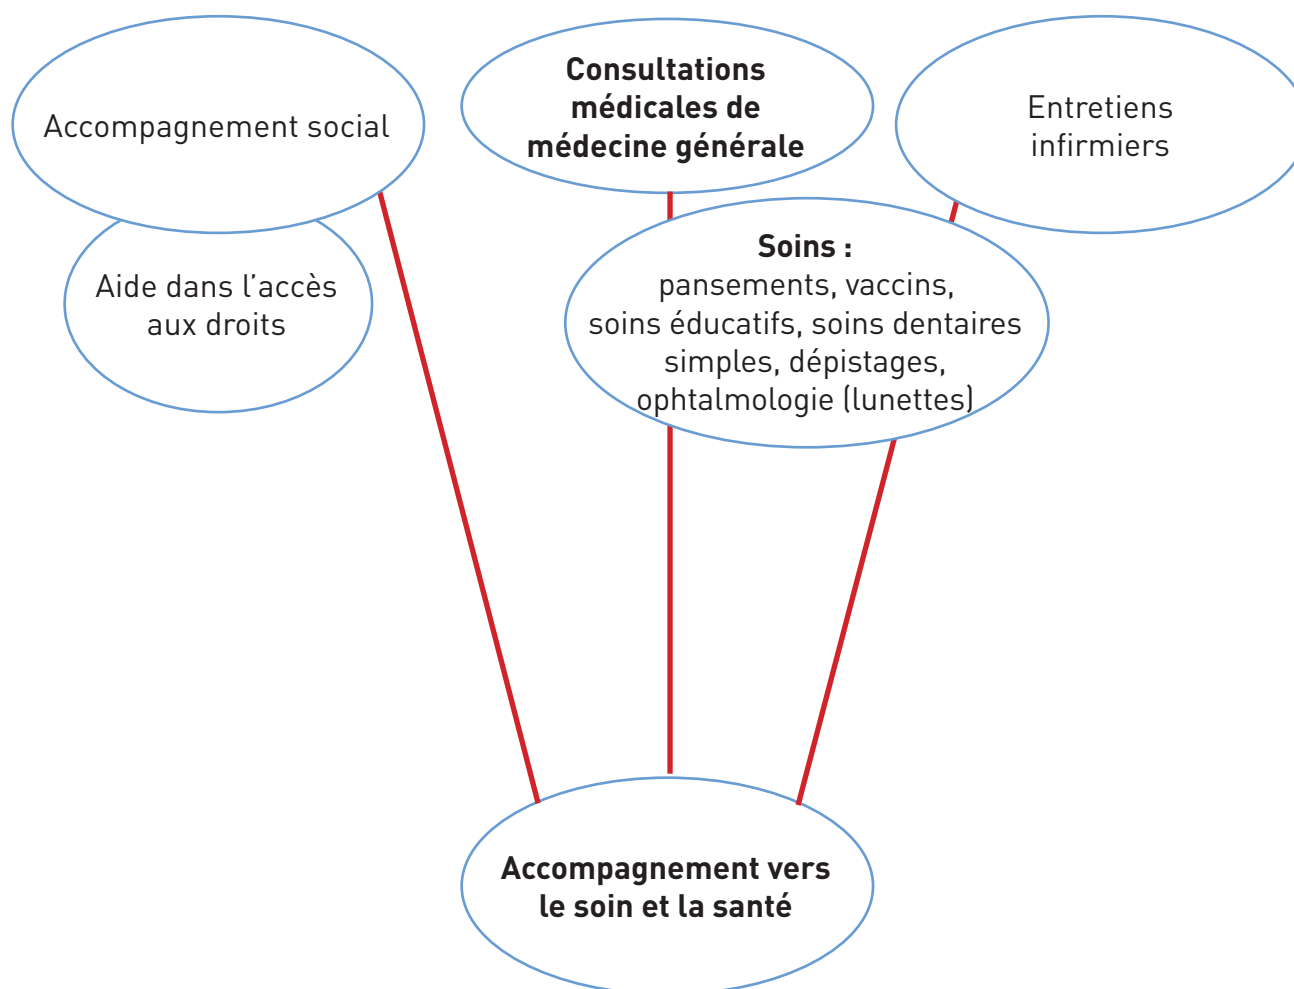 Accompagnement social
Consultations
médicales de
médecine générale
Entretiens
infirmiers
Aide dans l’accès
aux droits
Soins :
pansements, vaccins,
soins éducatifs, soins dentaires
simples, dépistages,
ophtalmologie (lunettes)
Accompagnement vers
le soin et la santé